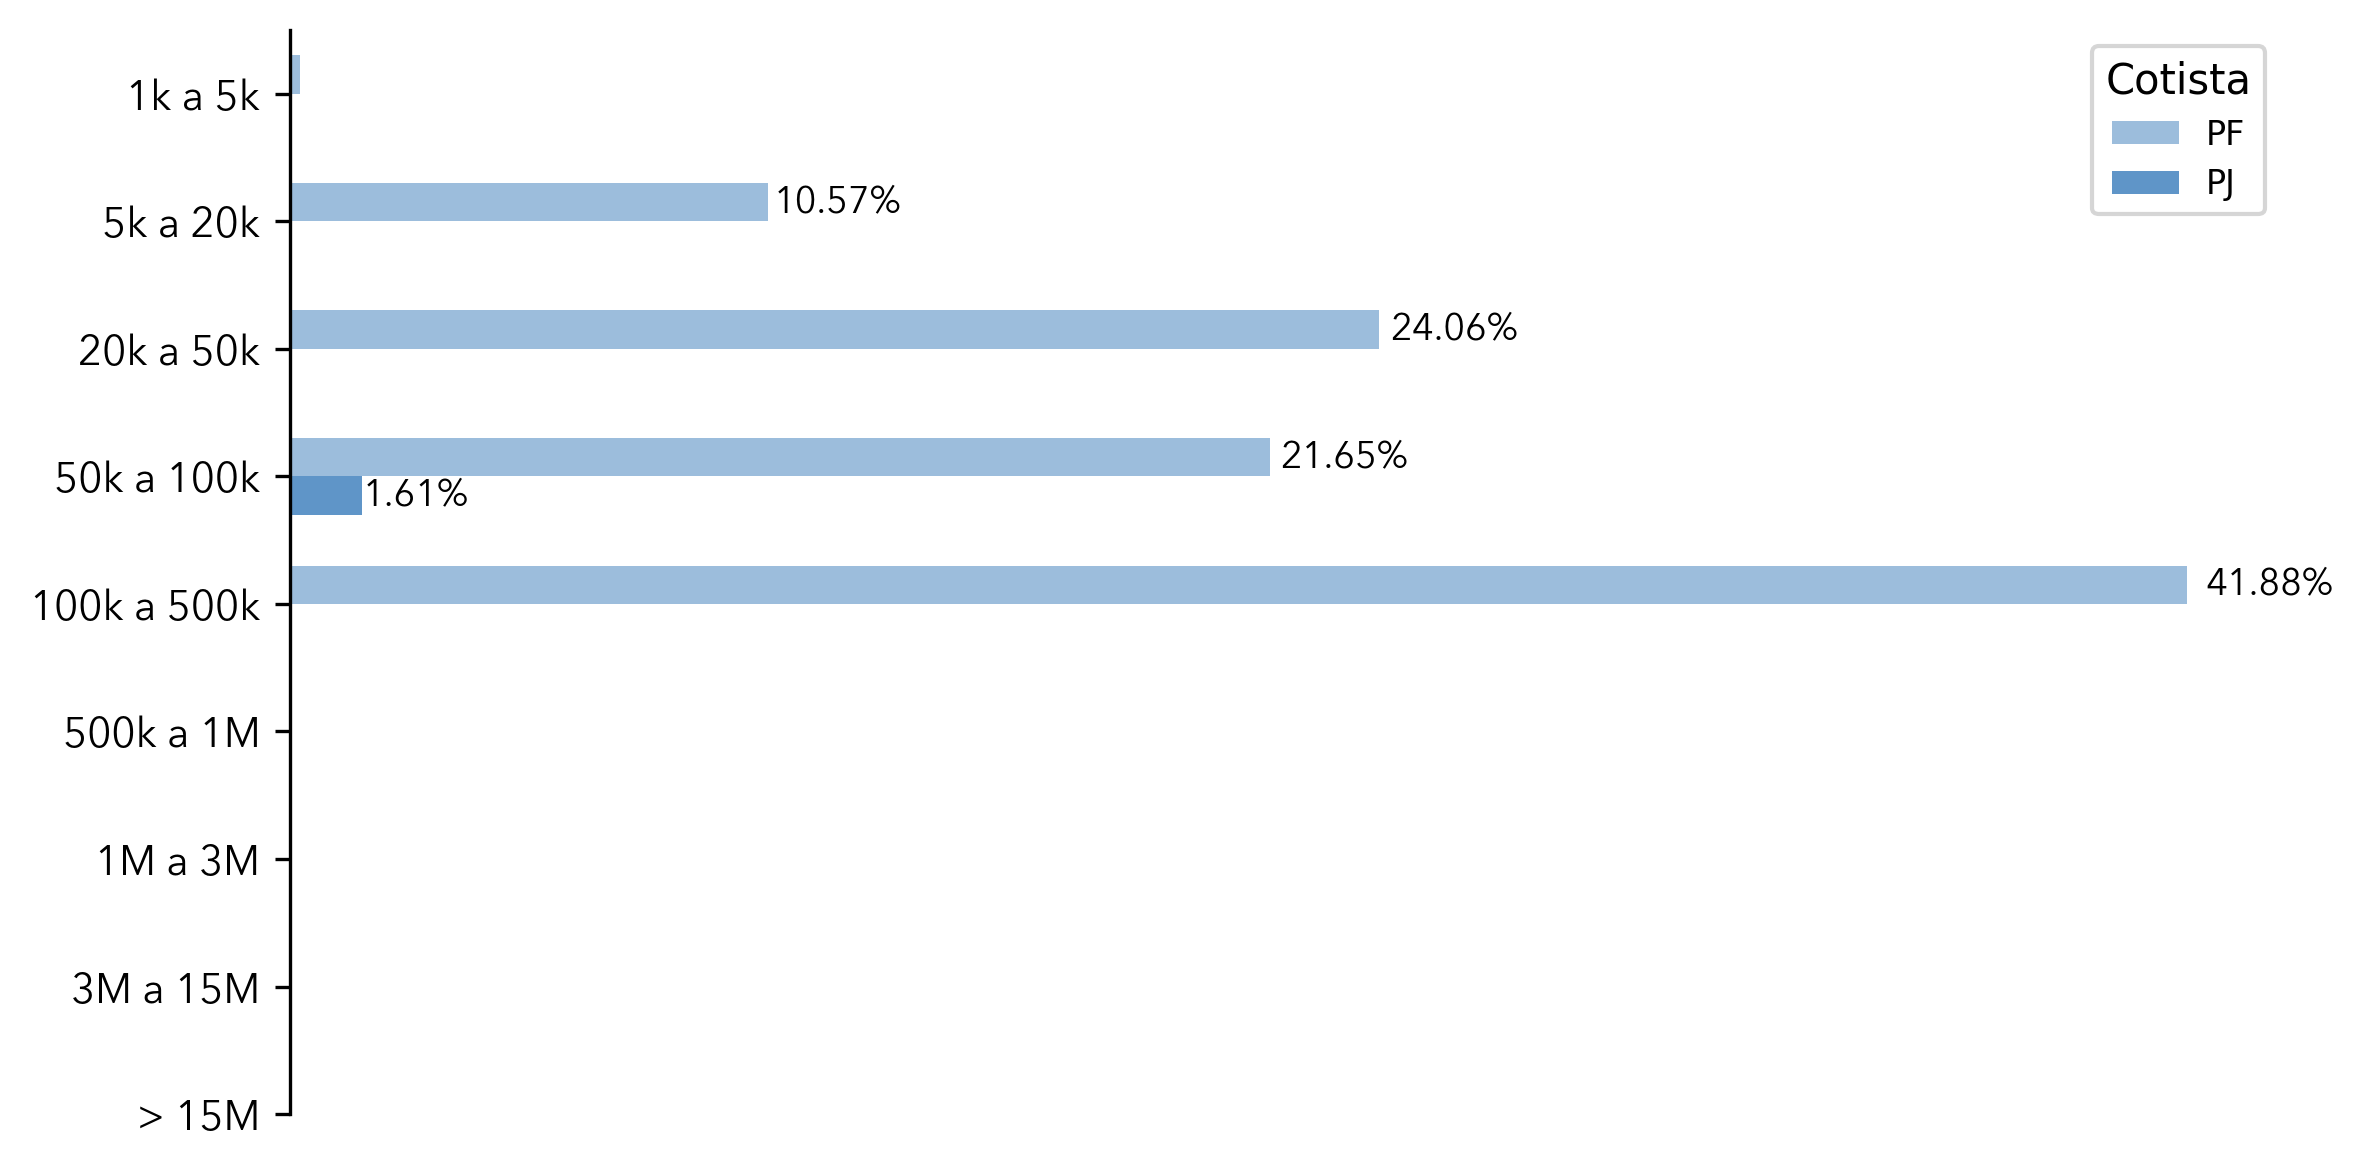 Cotista
PF
PJ
1k a 5k
5k a 20k
10.57%
20k a 50k
24.06%
50k a 100k
21.65%
1.61%
100k a 500k
41.88%
500k a 1M
1M a 3M
3M a 15M
> 15M